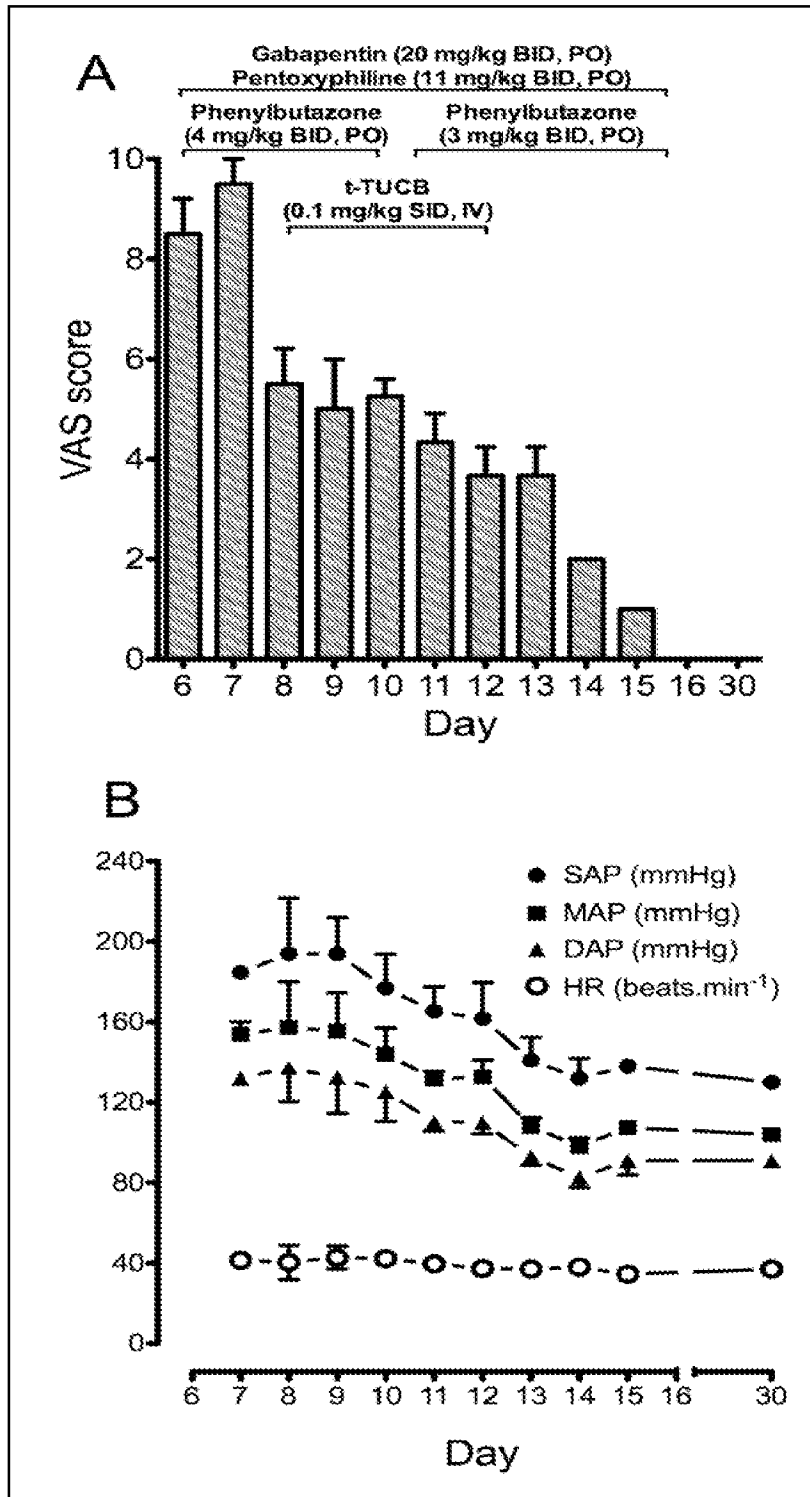 A
Gabapentin (20 mg/kg BID, PO)
Pentoxyphiline (11 mg/kg BID, PO)
Phenylbutazone
(4 mg/kg BID, PO)
Phenylbutazone
(3 mg/kg BID, PO)
t-TUCB
(0.1 mg/kg SID, IV)
10
8
6
4
2
0
VAS score
6 7 8 9 10 11 12 13 14 15 16 30
Day
B
240
200
160
120
80
40
0
SAP (mmHg)
MAP (mmHg)
DAP (mmHg)
HR (beats.min⁻¹)
6 7 8 9 10 11 12 13 14 15 16 30
Day